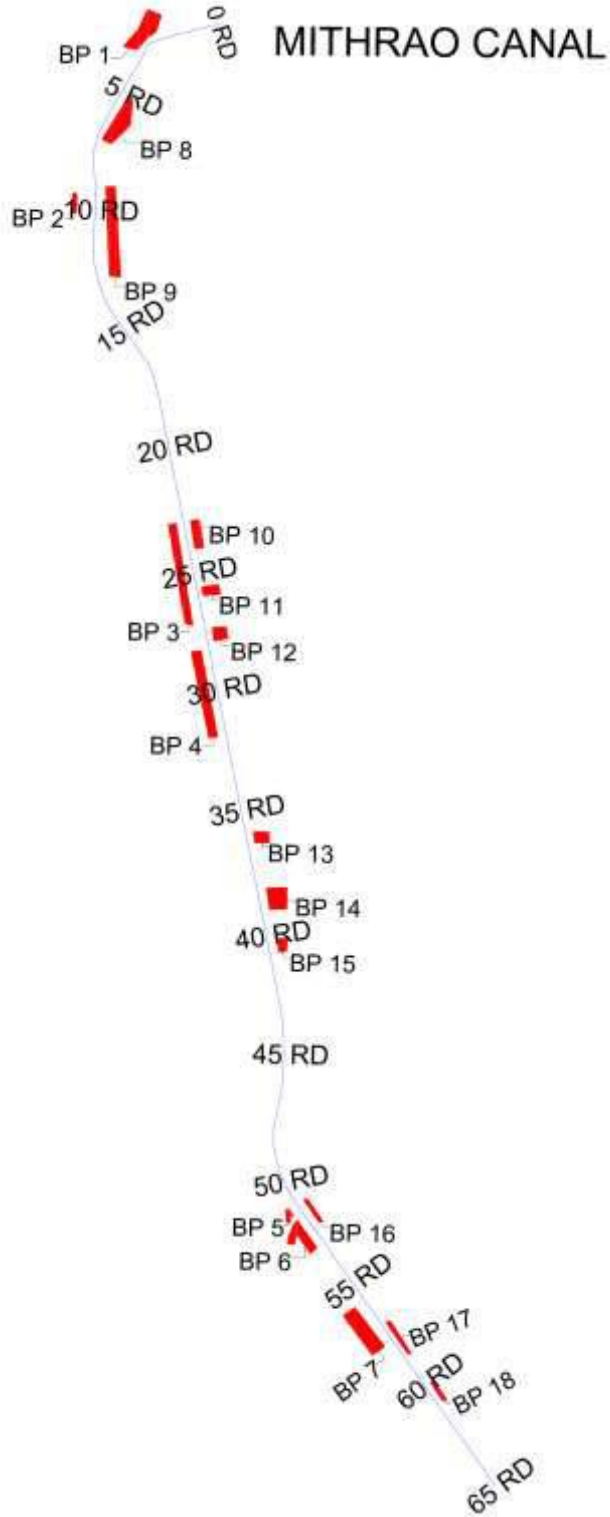 0 RD
MITHRAO CANAL
BP 1
5 RD
BP 8
BP 2
10 RD
BP 9
15 RD
20 RD
BP 10
25 RD
BP 11
BP 3
BP 12
30 RD
BP 4
35 RD
BP 13
BP 14
40 RD
BP 15
45 RD
50 RD
BP 5
BP 16
BP 6
55 RD
BP 17
BP 7
60 RD
BP 18
65 RD